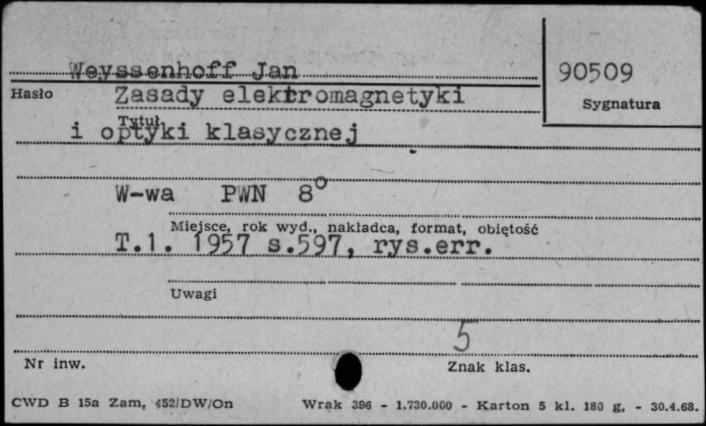 Weyssenhoff Jan
90509
Hasło
Zasady elektromagnetyki
Sygnatura
Tytuł
i optyki klasycznej
W-wa PWN 8°
Miejsce, rok wyd., nakładca, format, objętość
T.1. 1957 s.597, rys.err.
Uwagi
5
Nr inw.
Znak klas.
CWD B 15a Zam. 452/DW/On Wrak 396 - 1.730.000 - Karton 5 kl. 180 g. - 30.4.68.